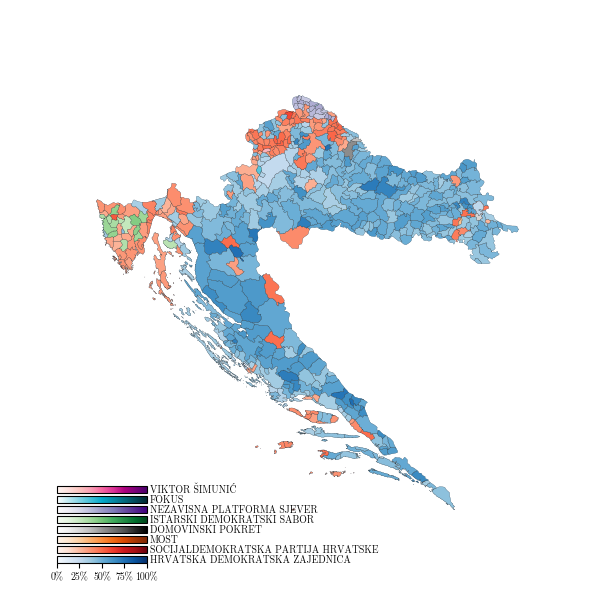 VIKTOR ŠIMUNIĆ
FOKUS
NEZAVISNA PLATFORMA SJEVER
ISTARSKI DEMOKRATSKI SABOR
DOMOVINSKI POKRET
MOST
SOCIJALDEMOKRATSKA PARTIJA HRVATSKE
HRVATSKA DEMOKRATSKA ZAJEDNICA
0% 25% 50% 75% 100%